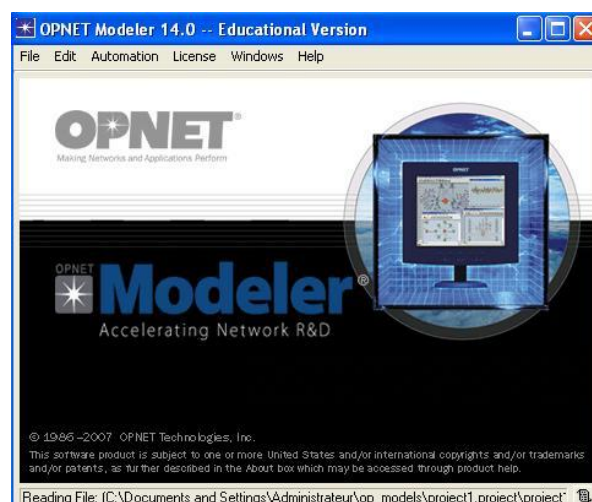 OPNET Modeler 14.0 -- Educational Version
File Edit Automation License Windows Help
OPNET®
Making Networks and Applications Perform
OPNET
Modeler®
Accelerating Network R&D
© 1986-2007 OPNET Technologies, Inc.
This software product is subject to one or more United States and/or international copyrights and/or trademarks
and/or patents, as further described in the About box which may be accessed through product help.
Reading File: (C:\Documents and Settings\Administrateur\op_models\project1.project\project